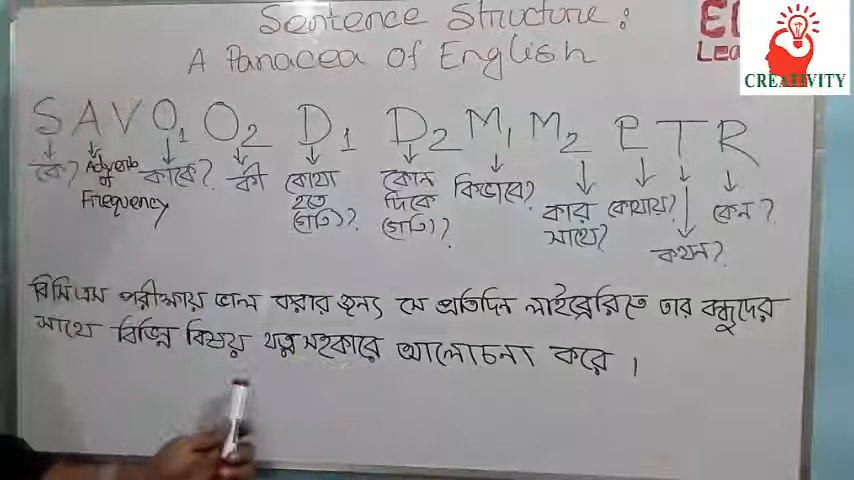 Sentence Structure:
A Panacea of English
Lea
CREATIVITY
S A V O1 O2 D1 D2 M1 M2 P T R
কে? Adverb of Frequency কাকে? কী কোথা হতে (গতি)? কোন দিকে (গতি)? কিভাবে? কার সাথে? কোথায়? কখন? কেন?
বিসিএস পরীক্ষায় ভাল করার জন্য সে প্রতিদিন লাইব্রেরিতে তার বন্ধুদের
সাথে বিভিন্ন বিষয় যত্ন সহকারে আলোচনা করে ।